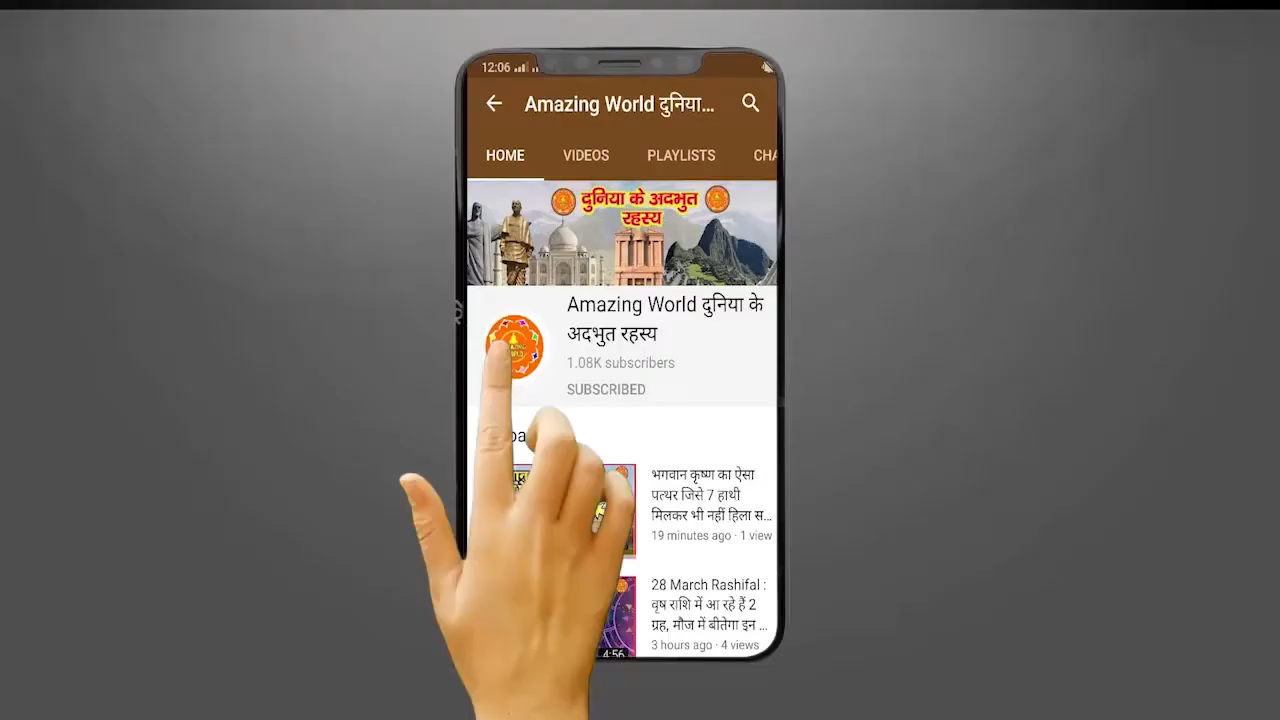 12:06
Amazing World दुनिया...
HOME VIDEOS PLAYLISTS CHA
दुनिया के अदभुत
रहस्य
Amazing World दुनिया के
अदभुत रहस्य
1.08K subscribers
SUBSCRIBED
भगवान कृष्ण का ऐसा
पत्थर जिसे 7 हाथी
मिलकर भी नहीं हिला स...
19 minutes ago · 1 view
28 March Rashifal :
वृष राशि में आ रहे हैं 2
ग्रह, मौज में बीतेगा इन ...
3 hours ago · 4 views
4:56